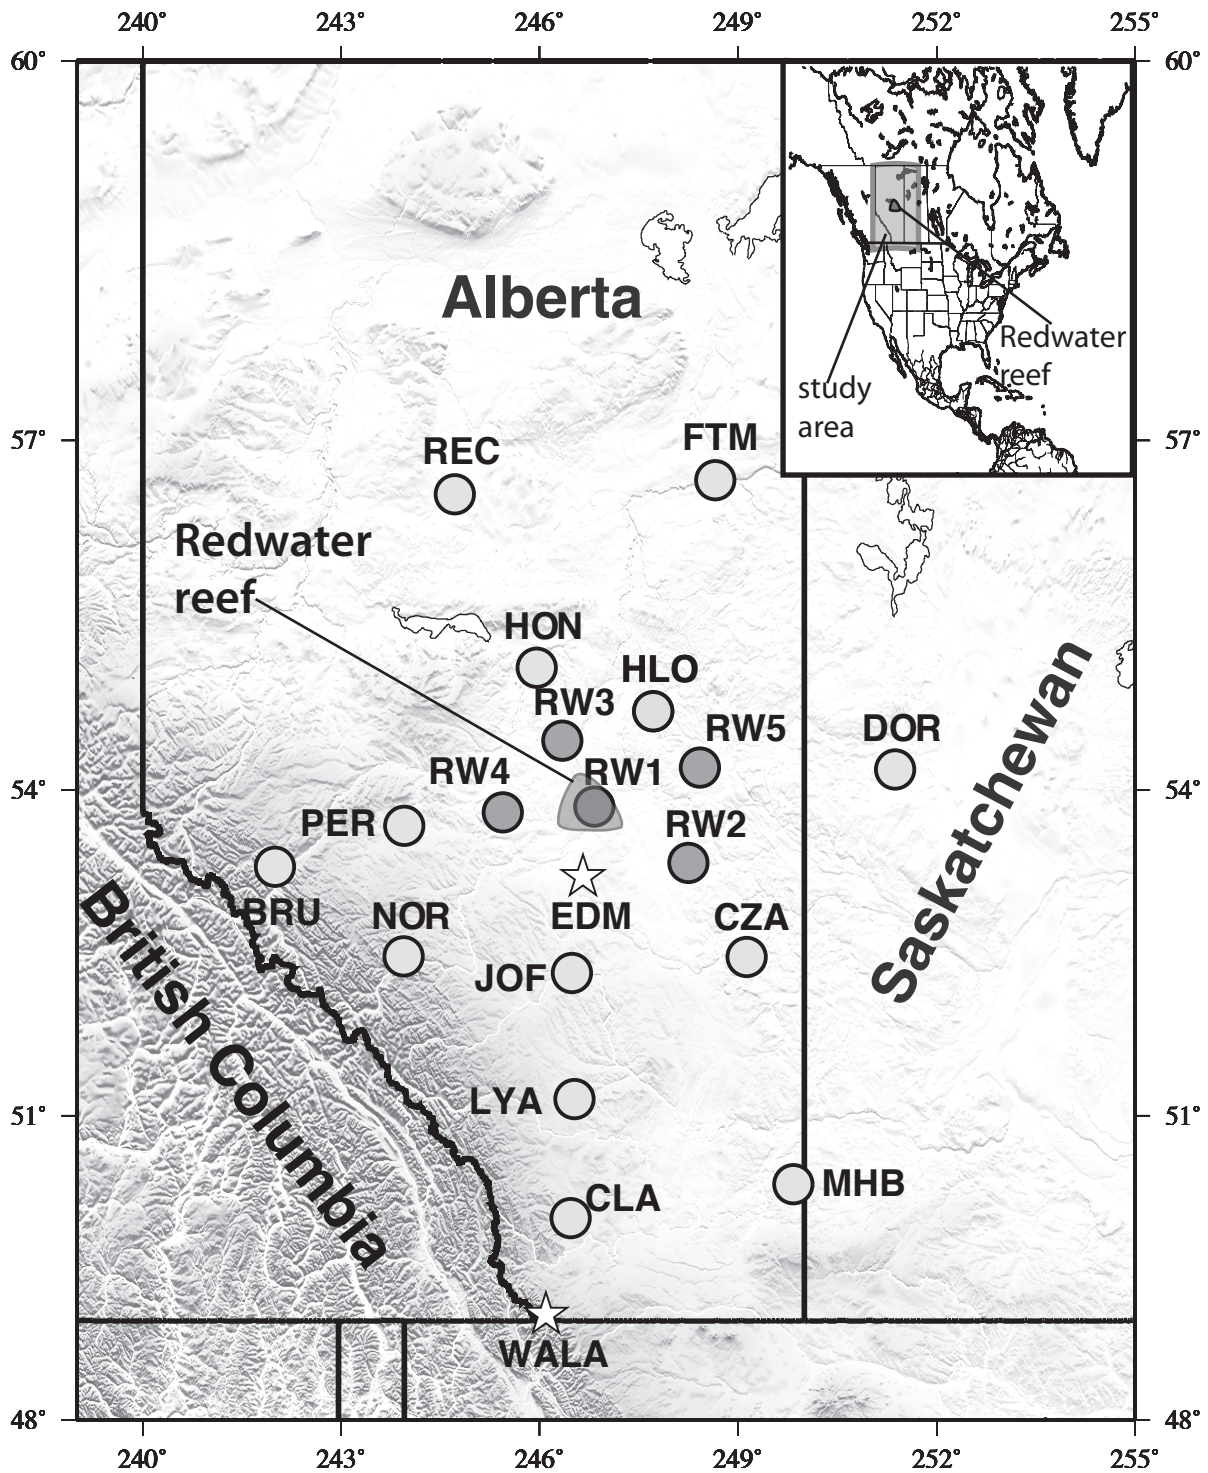 240° 243° 246° 249° 252° 255°
60° 60°
Alberta
Redwater
reef
study
area
57° 57°
REC FTM
Redwater
reef
HON
HLO
RW3
RW5 DOR
RW4 RW1
54° 54°
PER RW2
BRU NOR EDM CZA
JOF
British Columbia
Saskatchewan
LYA
51° 51°
MHB
CLA
WALA
48° 48°
240° 243° 246° 249° 252° 255°